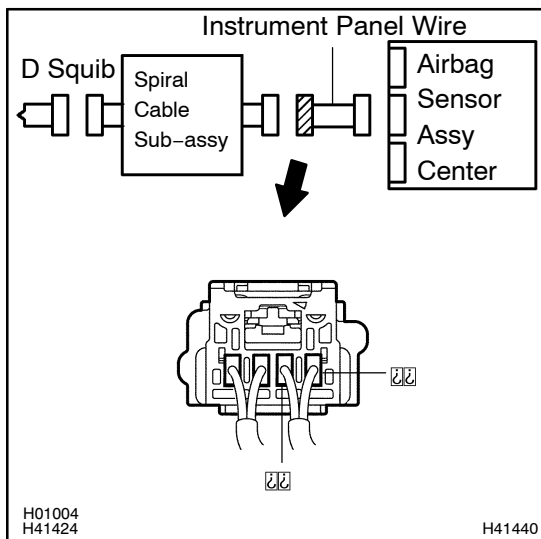 Instrument Panel Wire
D Squib
Spiral
Cable
Sub−assy
Airbag
Sensor
Assy
Center
H01004
H41424
H41440